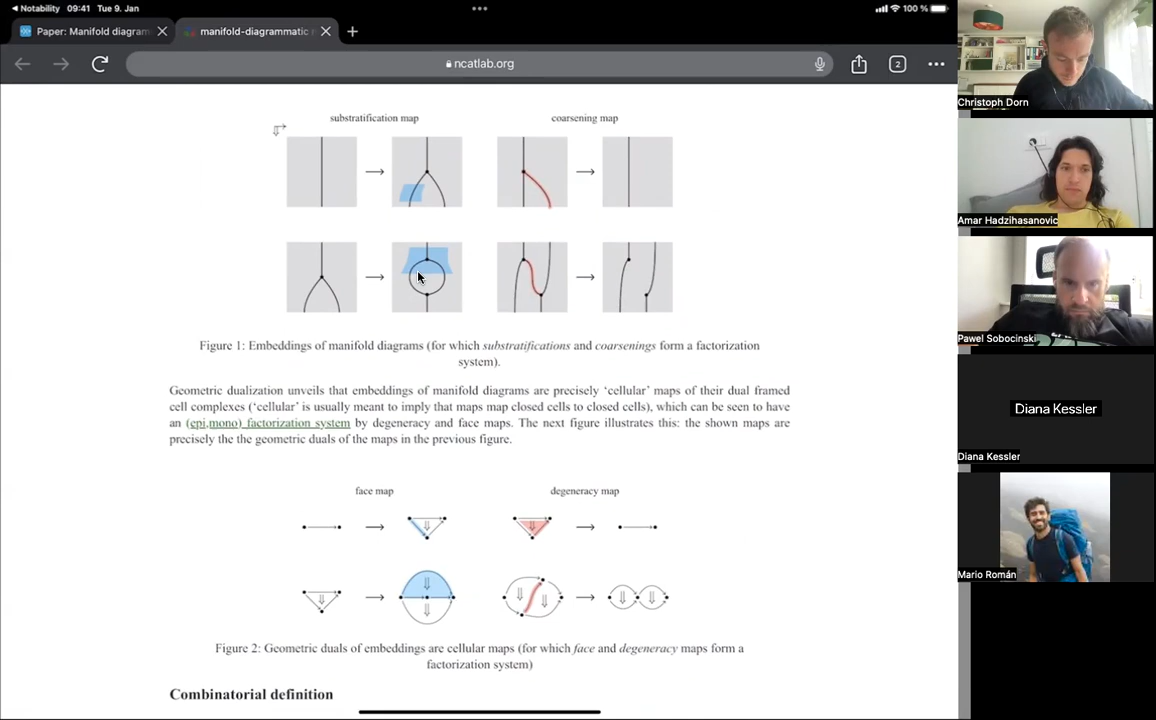 Notability 09:41 Tue 9. Jan
100 %
Paper: Manifold diagram
manifold-diagrammatic
ncatlab.org
2
substratification map
coarsening map
Figure 1: Embeddings of manifold diagrams (for which substratifications and coarsenings form a factorization
system).
Geometric dualization unveils that embeddings of manifold diagrams are precisely ‘cellular’ maps of their dual framed
cell complexes (‘cellular’ is usually meant to imply that maps map closed cells to closed cells), which can be seen to have
an (epi,mono) factorization system by degeneracy and face maps. The next figure illustrates this: the shown maps are
precisely the the geometric duals of the maps in the previous figure.
face map
degeneracy map
Figure 2: Geometric duals of embeddings are cellular maps (for which face and degeneracy maps form a
factorization system)
Combinatorial definition
Christoph Dorn
Amar Hadzihasanovic
Pawel Sobocinski
Diana Kessler
Diana Kessler
Mario Román